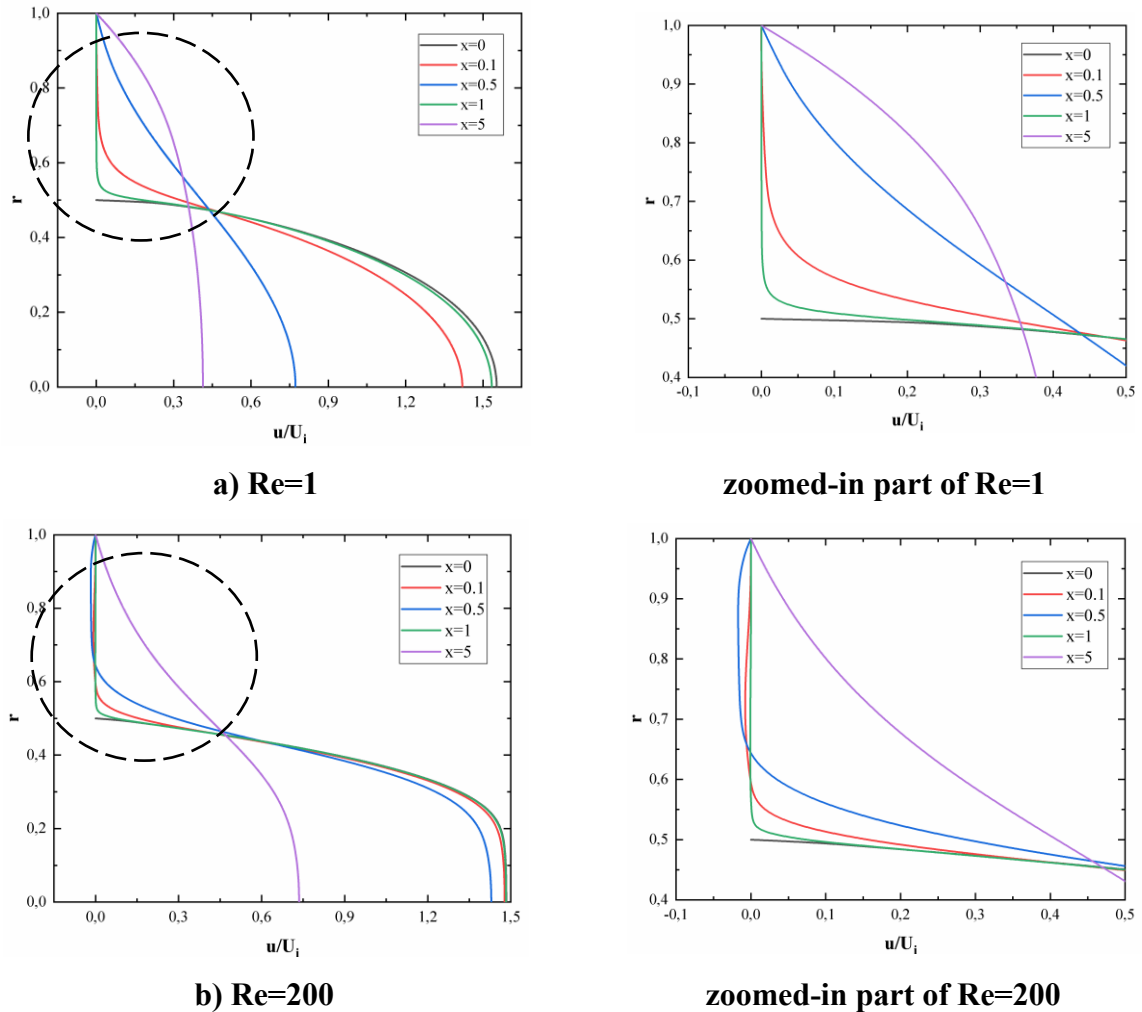 1,0
0,8
0,6
0,4
0,2
0,0
r
0,0 0,3 0,6 0,9 1,2 1,5
u/Ui
x=0
x=0.1
x=0.5
x=1
x=5
1,0
0,9
0,8
0,7
0,6
0,5
0,4
r
-0,1 0,0 0,1 0,2 0,3 0,4 0,5
u/Ui
x=0
x=0.1
x=0.5
x=1
x=5
a) Re=1
zoomed-in part of Re=1
1,0
0,8
0,6
0,4
0,2
0,0
r
0,0 0,3 0,6 0,9 1,2 1,5
u/Ui
x=0
x=0.1
x=0.5
x=1
x=5
1,0
0,9
0,8
0,7
0,6
0,5
0,4
r
-0,1 0,0 0,1 0,2 0,3 0,4 0,5
u/Ui
x=0
x=0.1
x=0.5
x=1
x=5
b) Re=200
zoomed-in part of Re=200